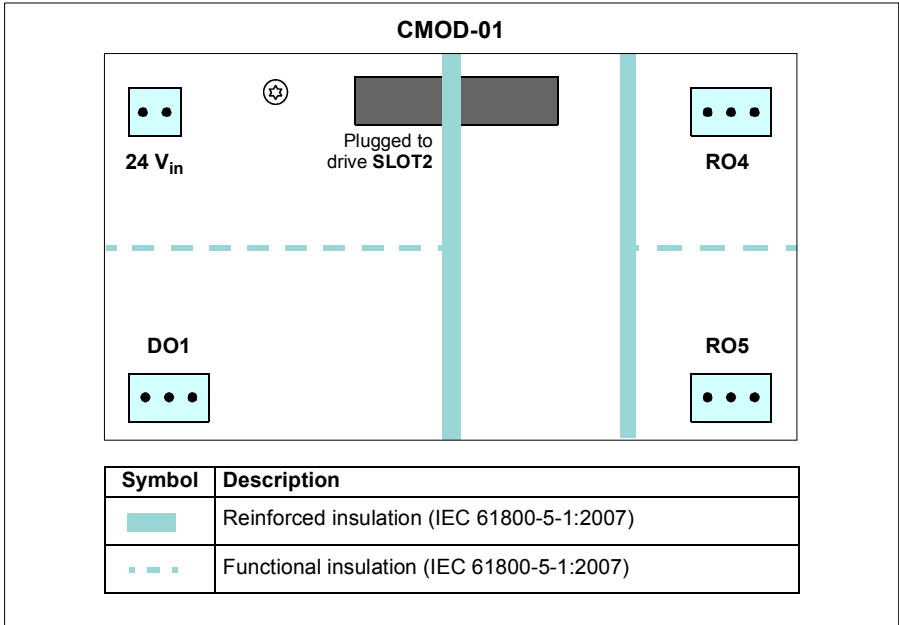 CMOD-01
Plugged to
drive SLOT2
24 Vin
RO4
DO1
RO5
Symbol Description
Reinforced insulation (IEC 61800-5-1:2007)
Functional insulation (IEC 61800-5-1:2007)